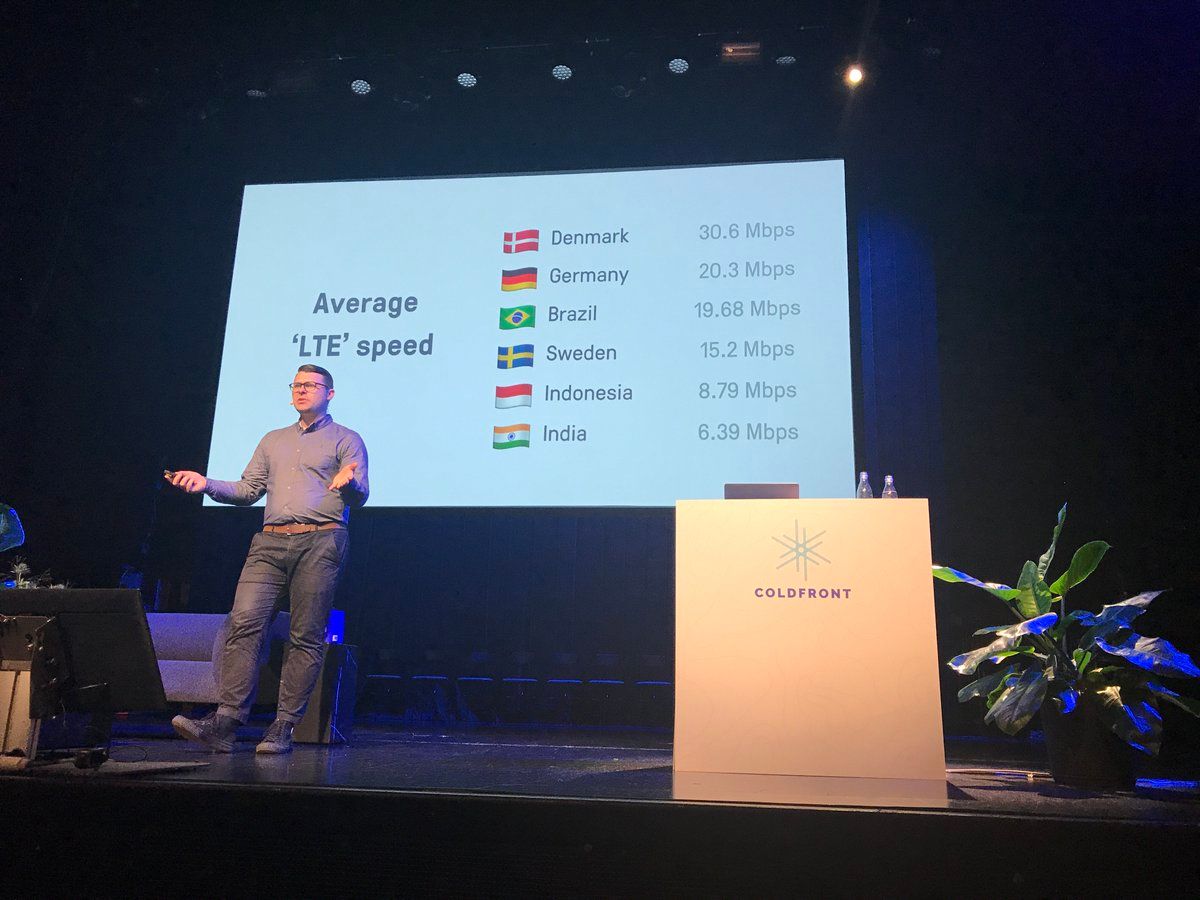 Average
‘LTE’ speed
Denmark 30.6 Mbps
Germany 20.3 Mbps
Brazil 19.68 Mbps
Sweden 15.2 Mbps
Indonesia 8.79 Mbps
India 6.39 Mbps
COLDFRONT